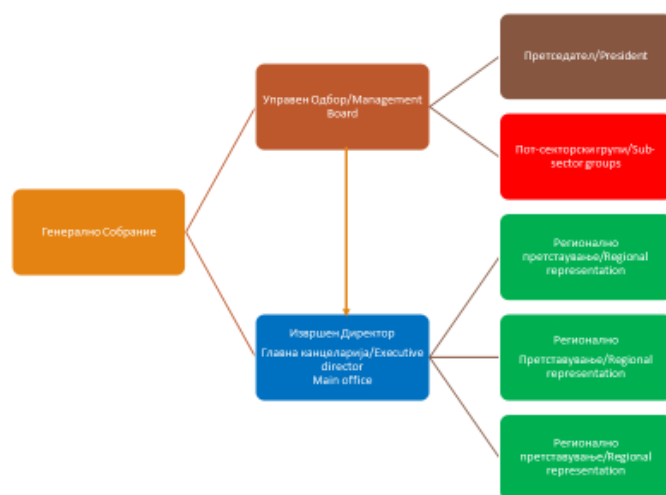 Претседател/President
Управен Одбор/Management
Board
Пот-секторски групи/Sub-
sector groups
Генерално Собрание
Регионално
претстаување/Regional
representation
Извршен Директор
Главна канцеларија/Executive
director
Main office
Регионално
Претставување/Regional
representation
Регионално
претставување/Regional
representation